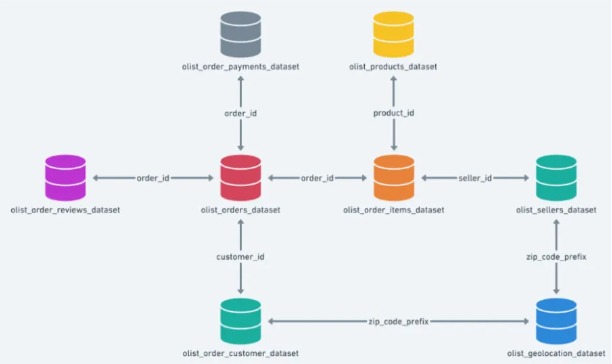 olist_order_payments_dataset
olist_products_dataset
order_id
product_id
order_id
order_id
seller_id
olist_order_reviews_dataset
olist_orders_dataset
olist_order_items_dataset
olist_sellers_dataset
customer_id
zip_code_prefix
zip_code_prefix
olist_order_customer_dataset
olist_geolocation_dataset